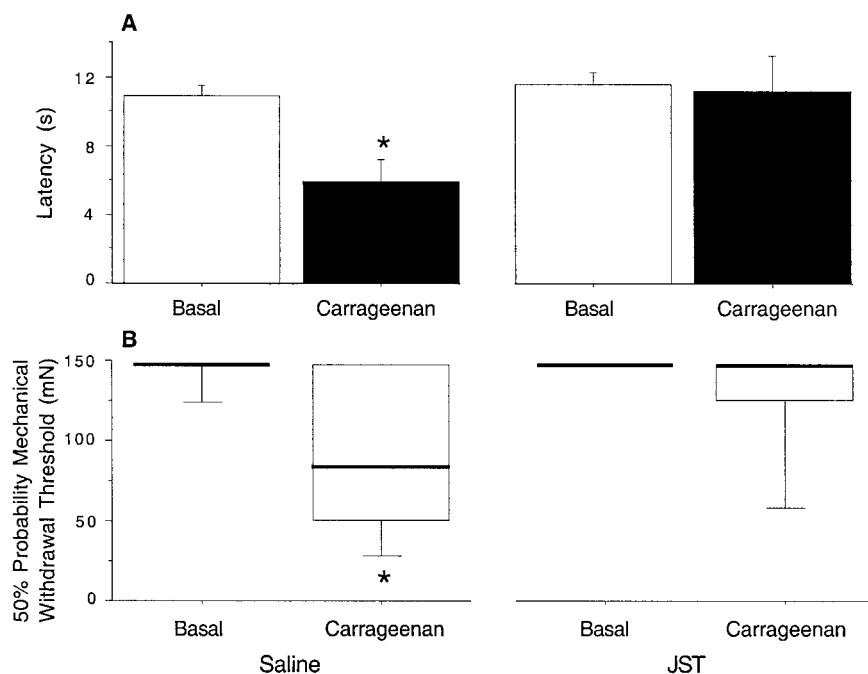 A
Latency (s)
12
8
4
0
*
Basal
Carrageenan
Basal
Carrageenan
B
50% Probability Mechanical
Withdrawal Threshold (mN)
150
100
50
0
*
Basal
Carrageenan
Basal
Carrageenan
Saline
JST